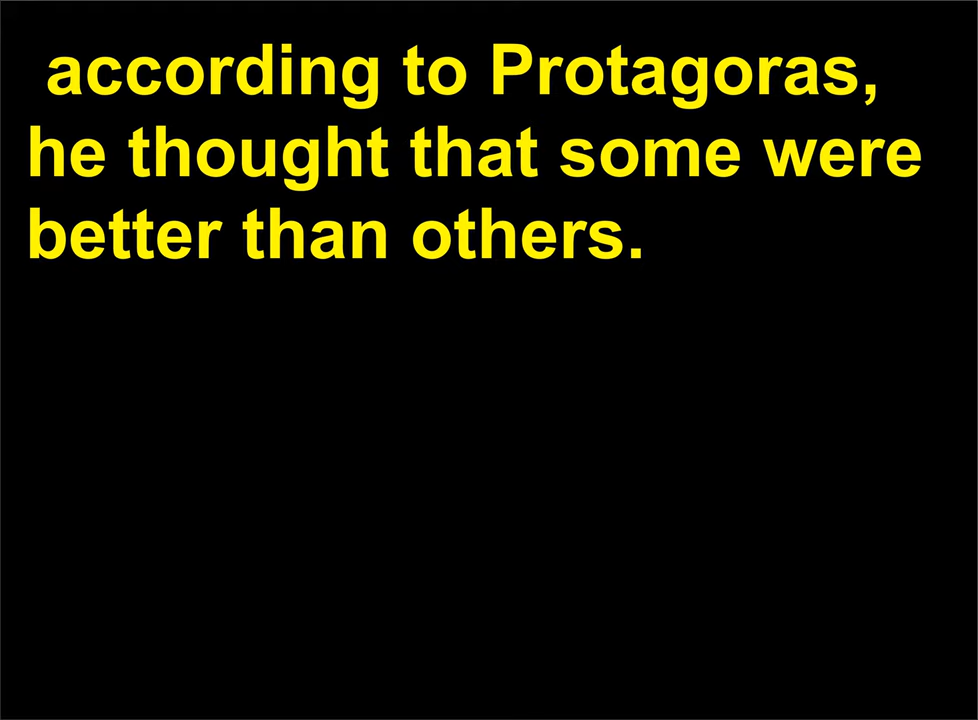 according to Protagoras,
he thought that some were
better than others.